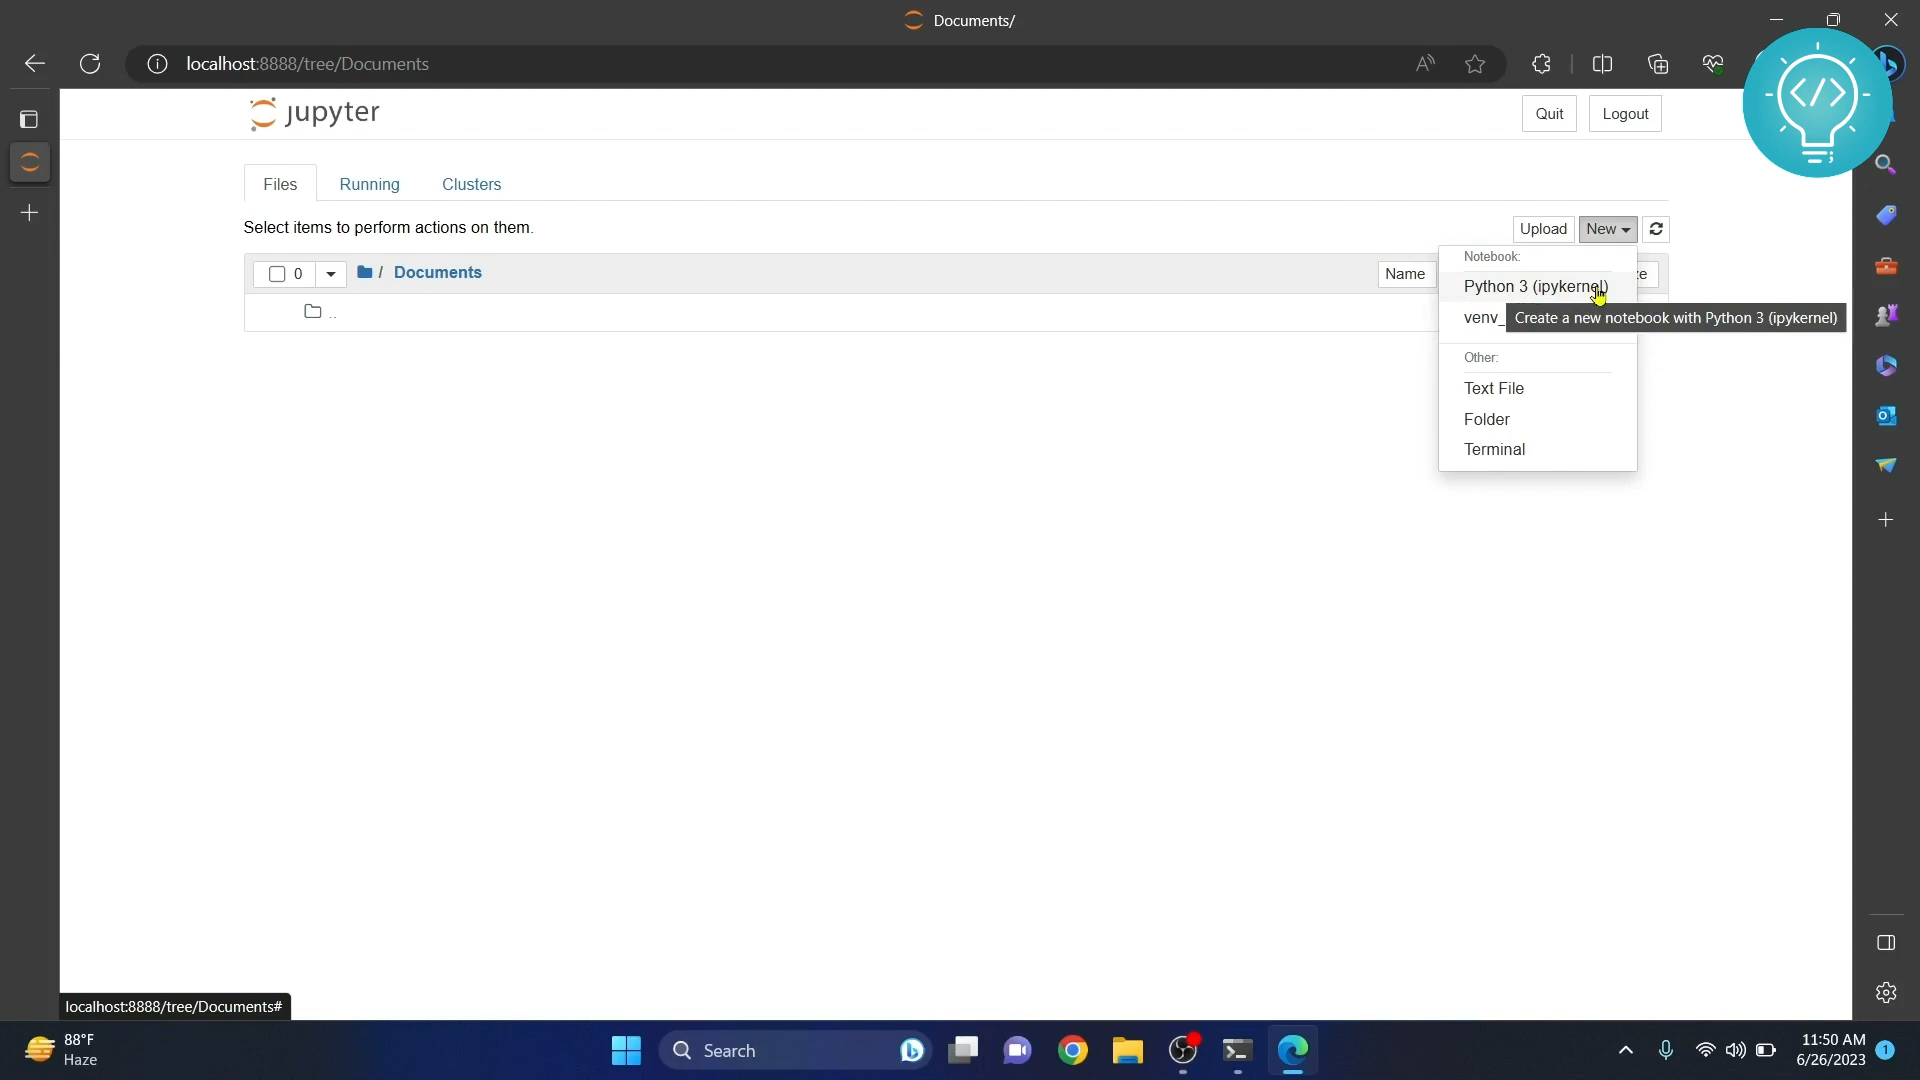 Documents/
localhost:8888/tree/Documents
jupyter
Quit
Logout
</>
;
Files
Running
Clusters
Select items to perform actions on them.
Upload
New
0
/
Documents
Name
Notebook:
Python 3 (ipykernel)
venv_
Create a new notebook with Python 3 (ipykernel)
..
Other:
Text File
Folder
Terminal
localhost:8888/tree/Documents#
88°F
Haze
Search
11:50 AM
6/26/2023
1